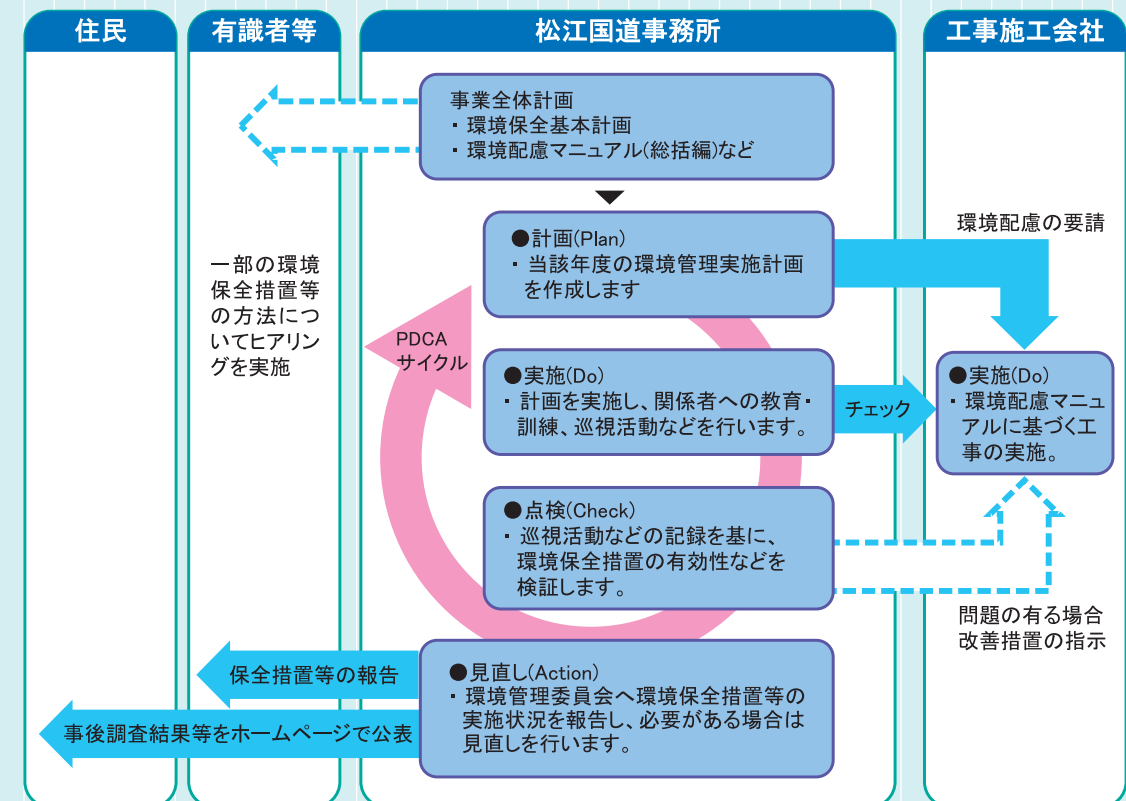 住民
有識者等
松江国道事務所
工事施工会社
事業全体計画
・環境保全基本計画
・環境配慮マニュアル(総括編)など
一部の環境
保全措置等
の方法につ
いてヒアリン
グを実施
●計画(Plan)
・当該年度の環境管理実施計画
を作成します
環境配慮の要請
PDCA
サイクル
●実施(Do)
・計画を実施し、関係者への教育・
訓練、巡視活動などを行います。
チェック
●実施(Do)
・環境配慮マニュ
アルに基づく工
事の実施。
●点検(Check)
・巡視活動などの記録を基に、
環境保全措置の有効性などを
検証します。
問題の有る場合
改善措置の指示
●見直し(Action)
・環境管理委員会へ環境保全措置等の
実施状況を報告し、必要がある場合は
見直しを行います。
保全措置等の報告
事後調査結果等をホームページで公表